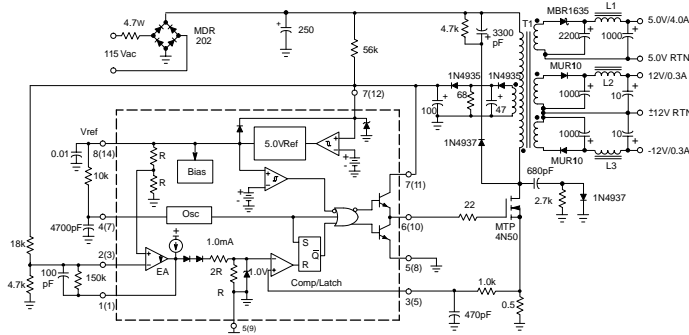 4.7W
MDR
202
115 Vac
250
56k
4.7k
3300
pF
T1
MBR1635
L1
2200
1000
5.0V/4.0A
5.0V RTN
1N4935
1N4935
68
100
47
MUR10
12V/0.3A
L2
1000
10
±12V RTN
1000
10
MUR10
L3
-12V/0.3A
7(12)
1N4937
680pF
2.7k
1N4937
Vref
0.01
8(14)
10k
R
R
Bias
5.0VRef
7(11)
4700pF
4(7)
Osc
6(10)
22
MTP
4N50
18k
2(3)
EA
1.0mA
2R
R
1.0V
S
Q
R
Comp/Latch
5(8)
100
pF
150k
4.7k
1(1)
5(9)
3(5)
1.0k
470pF
0.5